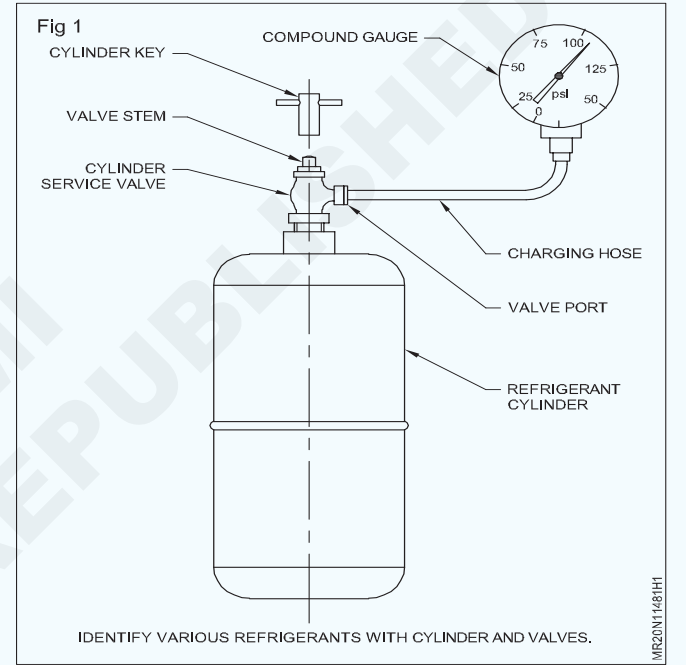 Fig 1
COMPOUND GAUGE
CYLINDER KEY
75 100
50 125
25 psi 50
0
VALVE STEM
CYLINDER
SERVICE VALVE
CHARGING HOSE
VALVE PORT
REFRIGERANT
CYLINDER
IDENTIFY VARIOUS REFRIGERANTS WITH CYLINDER AND VALVES.
MR20N11481H1
REPUBLISHED